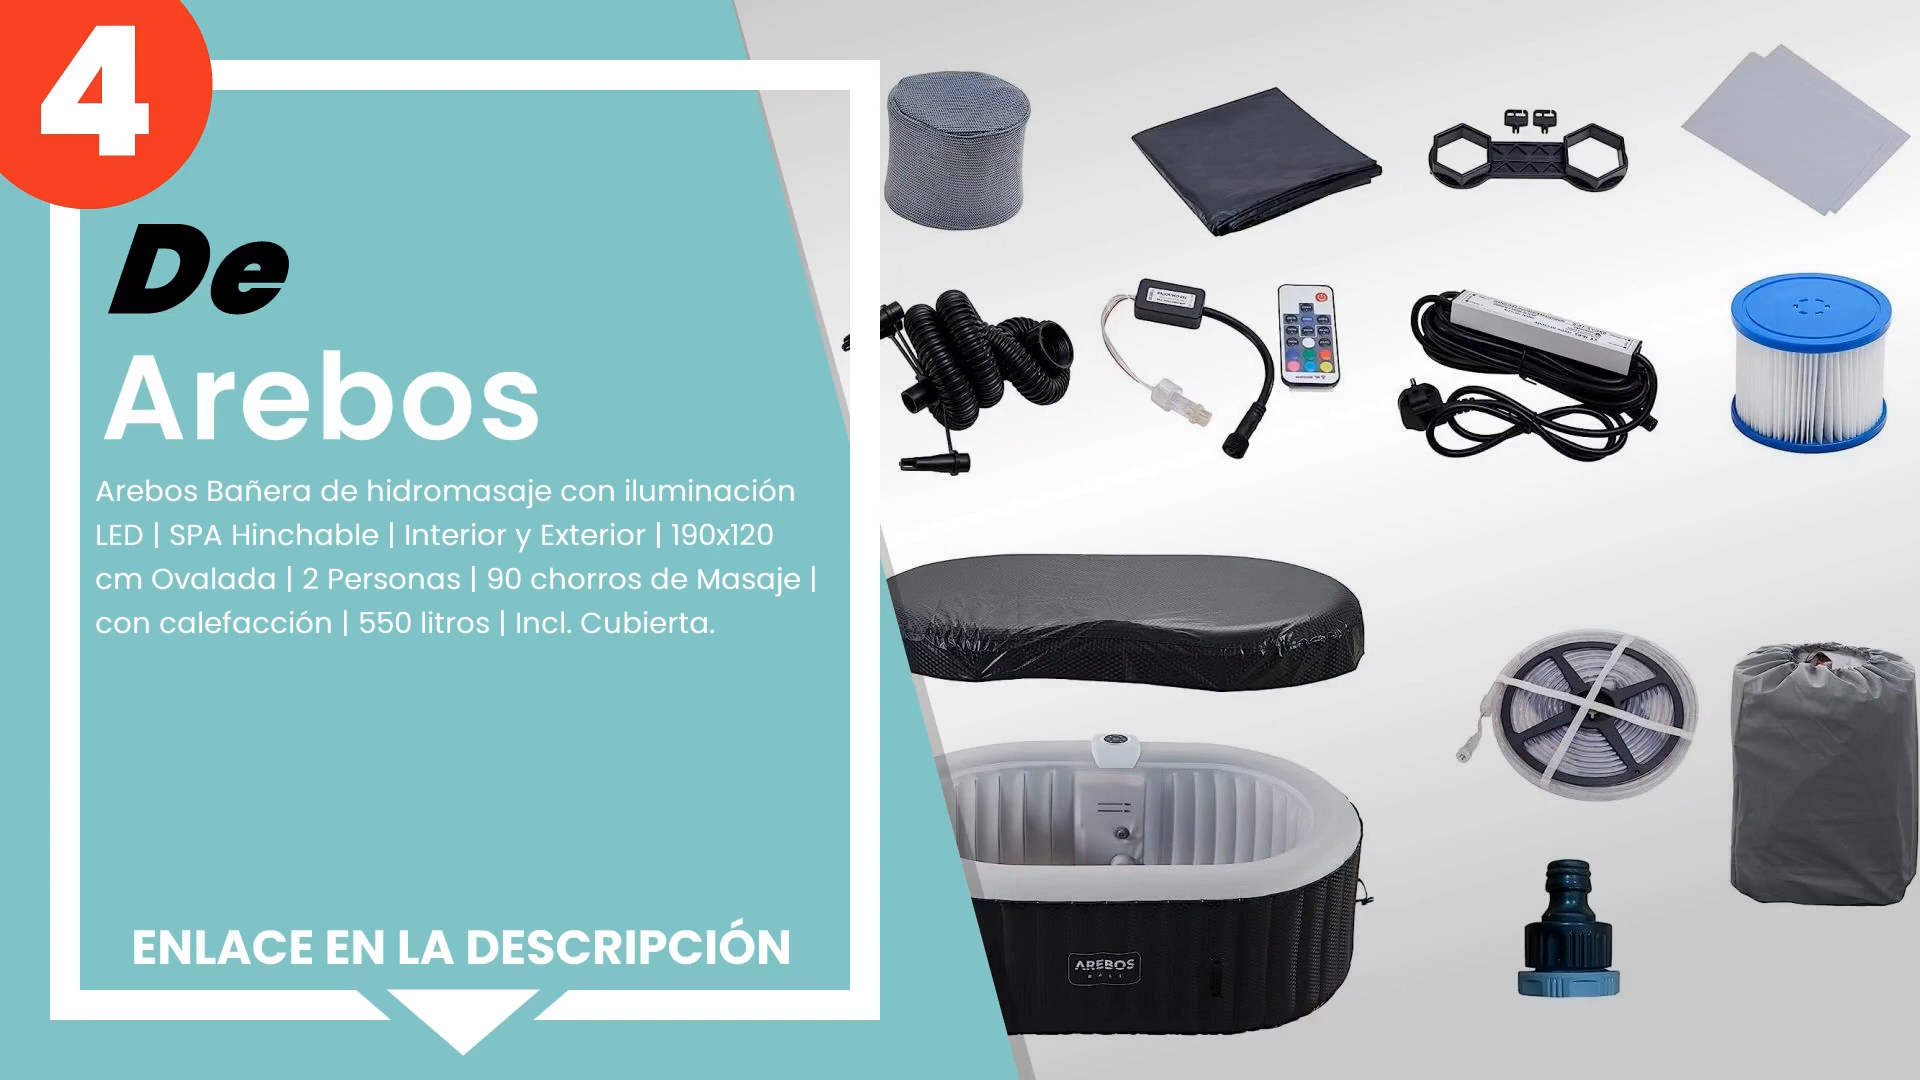 4
De
Arebos
Arebos Bañera de hidromasaje con iluminación
LED | SPA Hinchable | Interior y Exterior | 190x120
cm Ovalada | 2 Personas | 90 chorros de Masaje |
con calefacción | 550 litros | Incl. Cubierta.
ENLACE EN LA DESCRIPCIÓN
AREBOS
BALI